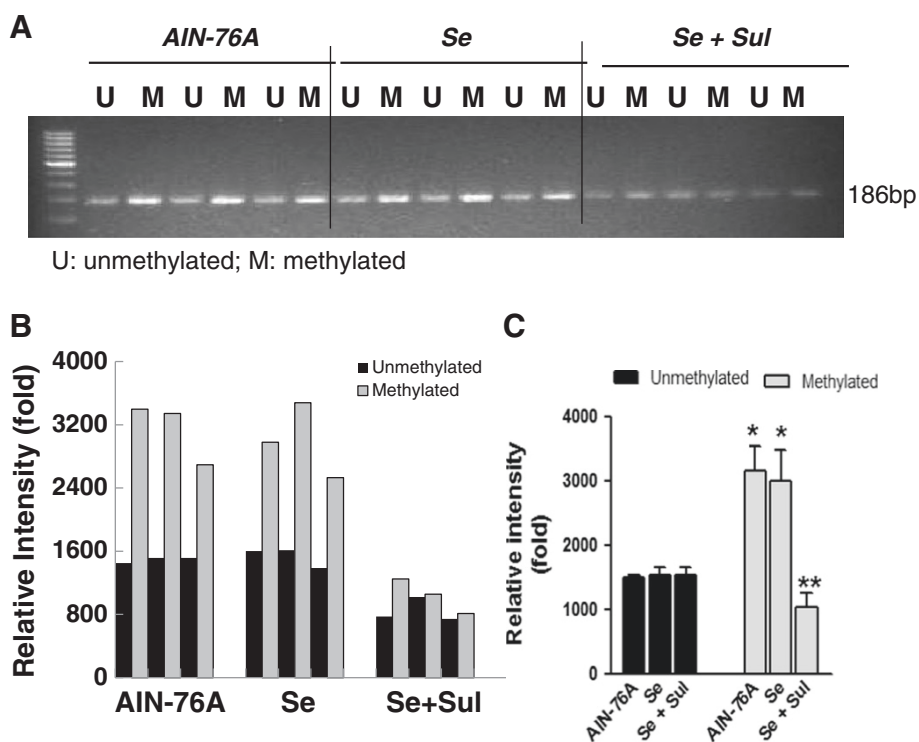 A
AIN-76A Se Se + Sul
U M U M U M U M U M U M U M U M U M
186bp
U: unmethylated; M: methylated
B
Relative Intensity (fold)
4000
3200
2400
1600
800
0
Unmethylated
Methylated
AIN-76A Se Se+Sul
C
Unmethylated Methylated
Relative intensity
(fold)
4000
3000
2000
1000
0
* * **
AIN-76A Se Se + Sul AIN-76A Se Se + Sul